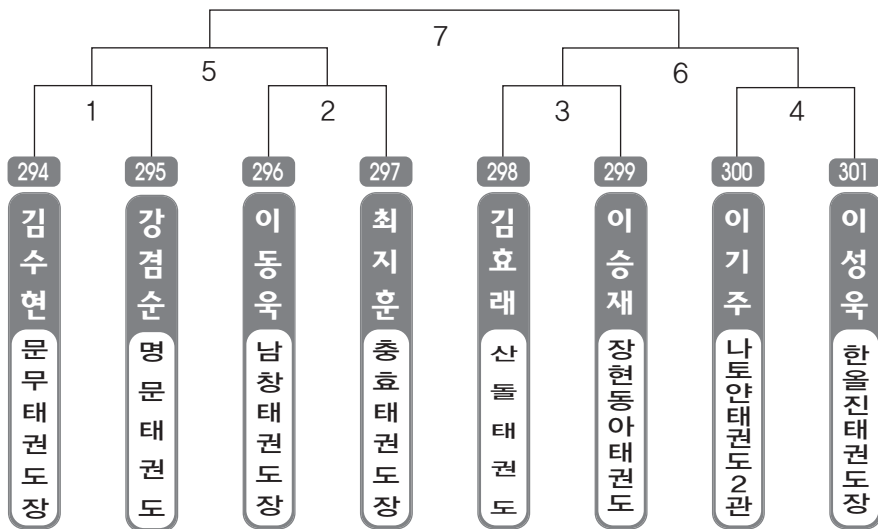 7
5
6
1
2
3
4
294
295
296
297
298
299
300
301
김수현
강겸순
이동욱
최지훈
김효래
이승재
이기주
이성욱
문무태권도장
명문태권도
남창태권도장
충효태권도장
산돌태권도
장현동아태권도
나토얀태권도2관
한올진태권도장